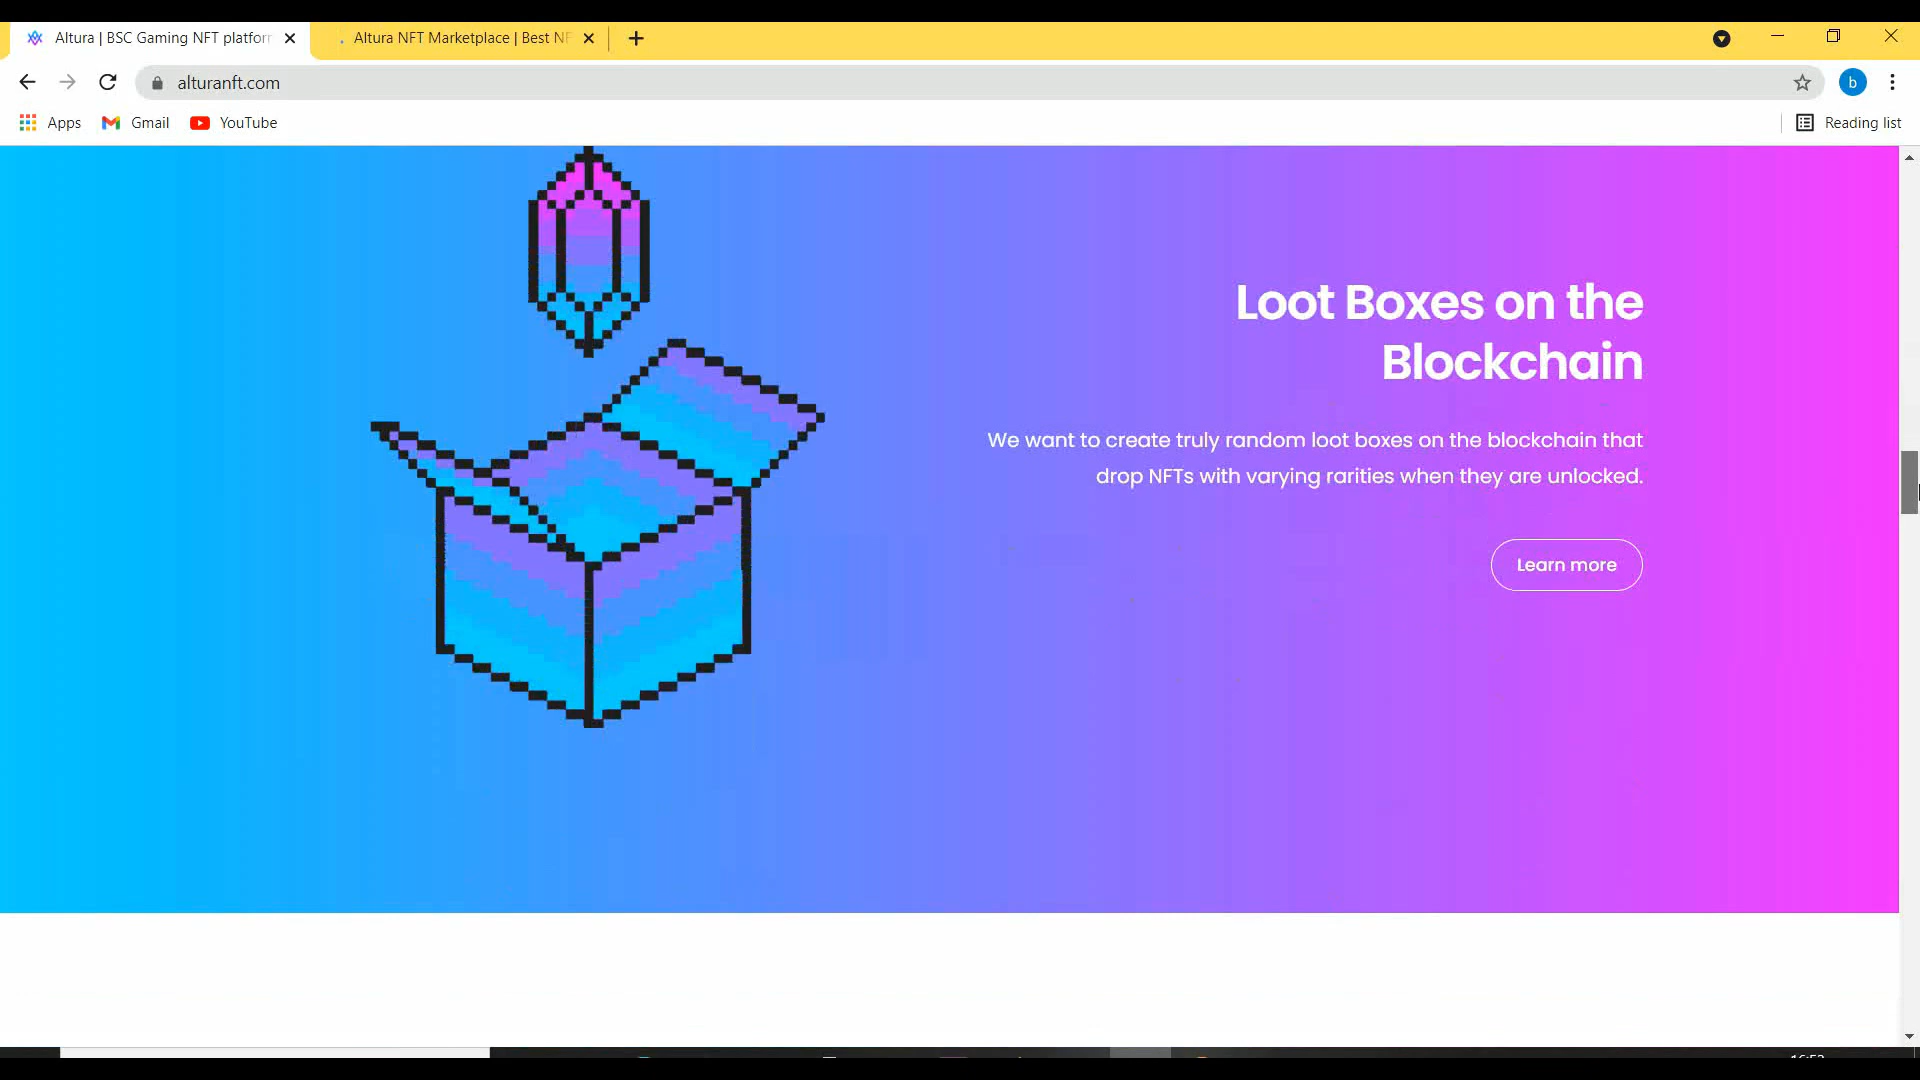 Altura | BSC Gaming NFT platform
Altura NFT Marketplace | Best NF
alturanft.com
b
Apps
Gmail
YouTube
Reading list
Loot Boxes on the
Blockchain
We want to create truly random loot boxes on the blockchain that
drop NFTs with varying rarities when they are unlocked.
Learn more